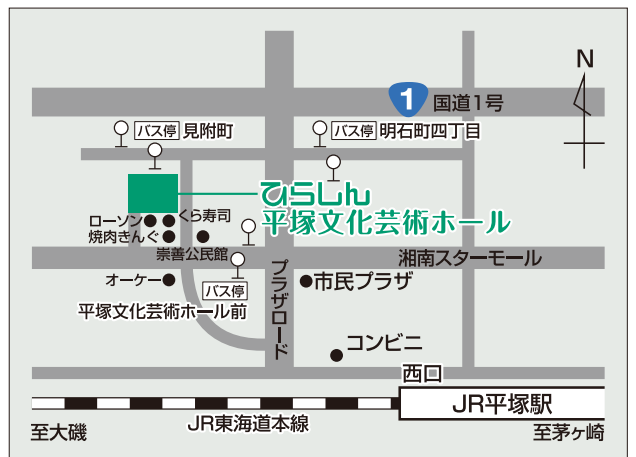 N
1
国道1号
バス停 見附町
バス停 明石町四丁目
ひらしん
平塚文化芸術ホール
ローソン
くら寿司
焼肉きんぐ
崇善公民館
湘南スターモール
オーケー
バス停
平塚文化芸術ホール前
プラザロード
市民プラザ
コンビニ
西口
JR平塚駅
JR東海道本線
至大磯
至茅ヶ崎